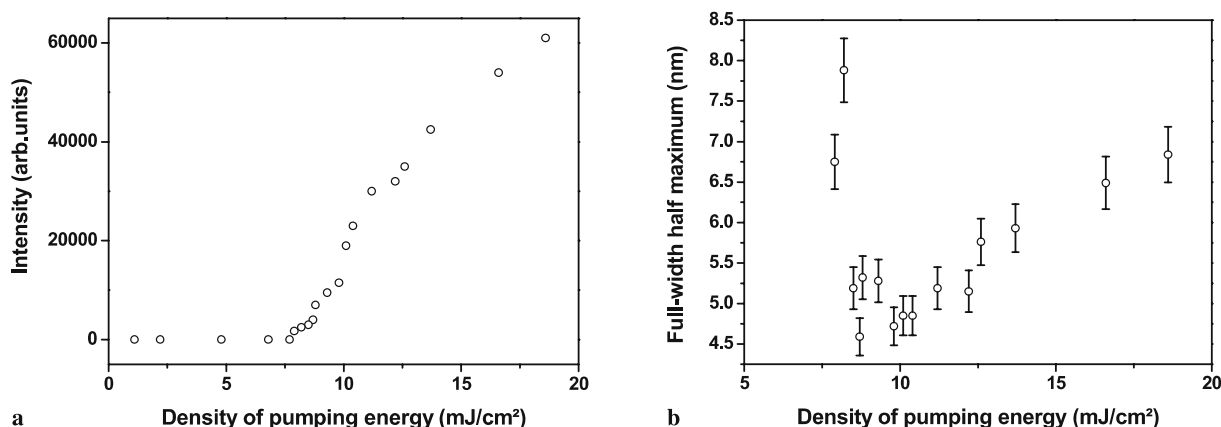 60000
40000
20000
0
Intensity (arb.units)
0 5 10 15 20
Density of pumping energy (mJ/cm²)
a
8.5
8.0
7.5
7.0
6.5
6.0
5.5
5.0
4.5
Full-width half maximum (nm)
5 10 15 20
Density of pumping energy (mJ/cm²)
b